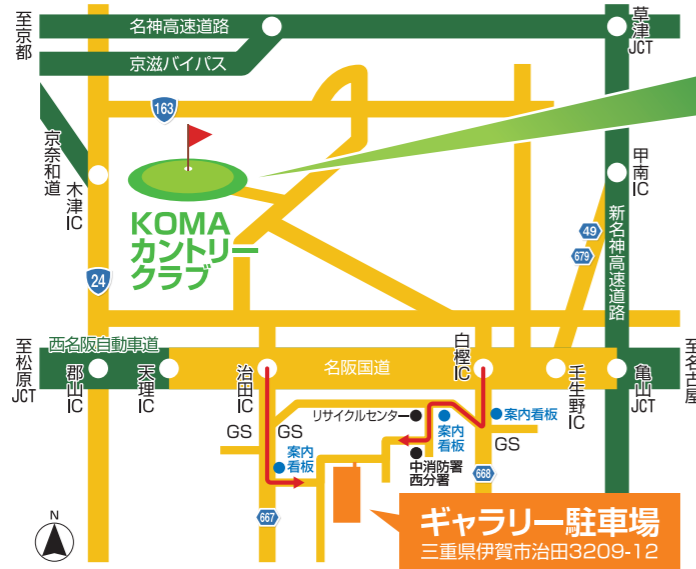 至京都
名神高速道路
草津
JCT
京滋バイパス
163
京奈和道
木津
IC
甲南
IC
KOMA
カントリー
クラブ
49
679
新名神高速道路
24
至松原
JCT
西名阪自動車道
郡山
IC
天理
IC
治田
IC
名阪国道
白樫
IC
壬生野
IC
亀山
JCT
至名古屋
リサイクルセンター
案内
看板
案内看板
GS
GS
GS
案内
看板
中消防署
西分署
668
667
N
ギャラリー駐車場
三重県伊賀市治田3209-12